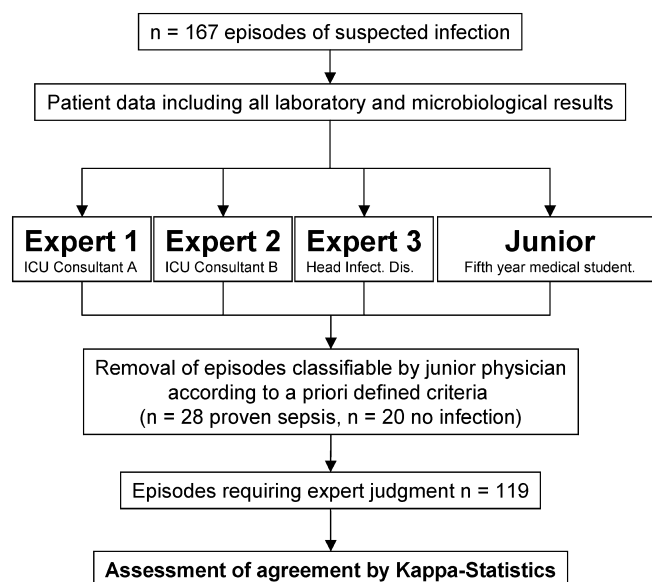 n = 167 episodes of suspected infection
Patient data including all laboratory and microbiological results
Expert 1
ICU Consultant A
Expert 2
ICU Consultant B
Expert 3
Head Infect. Dis.
Junior
Fifth year medical student.
Removal of episodes classifiable by junior physician
according to a priori defined criteria
(n = 28 proven sepsis, n = 20 no infection)
Episodes requiring expert judgment n = 119
Assessment of agreement by Kappa-Statistics